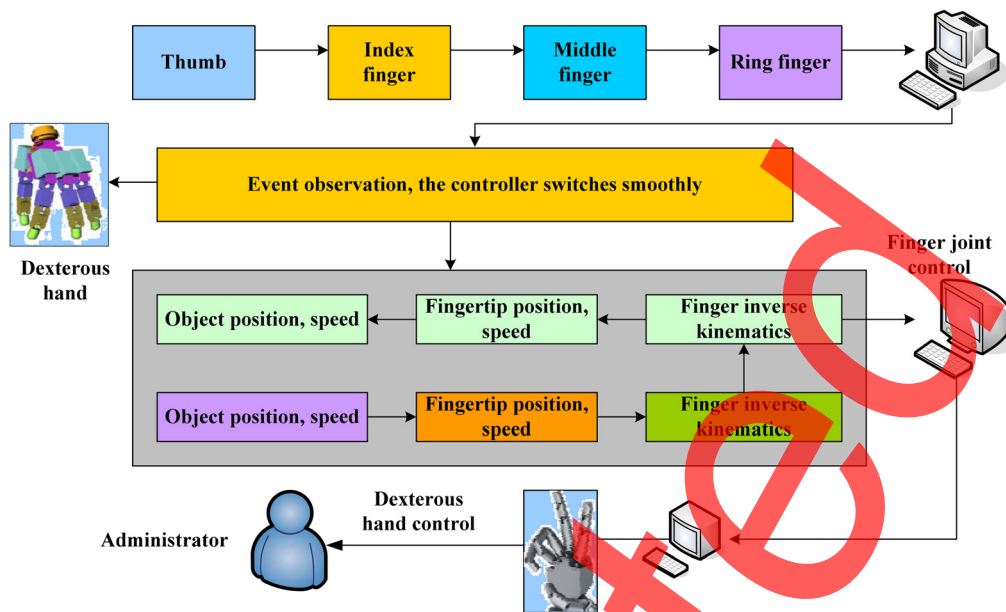 Thumb
Index
finger
Middle
finger
Ring finger
Event observation, the controller switches smoothly
Dexterous
hand
Finger joint
control
Object position, speed
Fingertip position,
speed
Finger inverse
kinematics
Object position, speed
Fingertip position,
speed
Finger inverse
kinematics
Dexterous
hand control
Administrator
ted